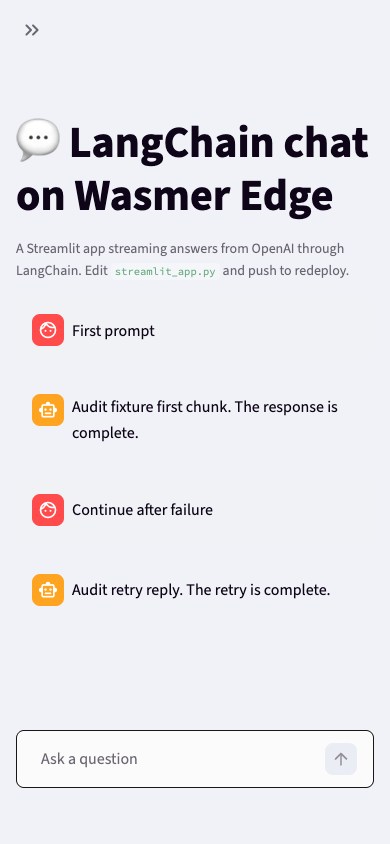 LangChain chat
on Wasmer Edge
A Streamlit app streaming answers from OpenAI through
LangChain. Edit streamlit_app.py and push to redeploy.
First prompt
Audit fixture first chunk. The response is
complete.
Continue after failure
Audit retry reply. The retry is complete.
Ask a question